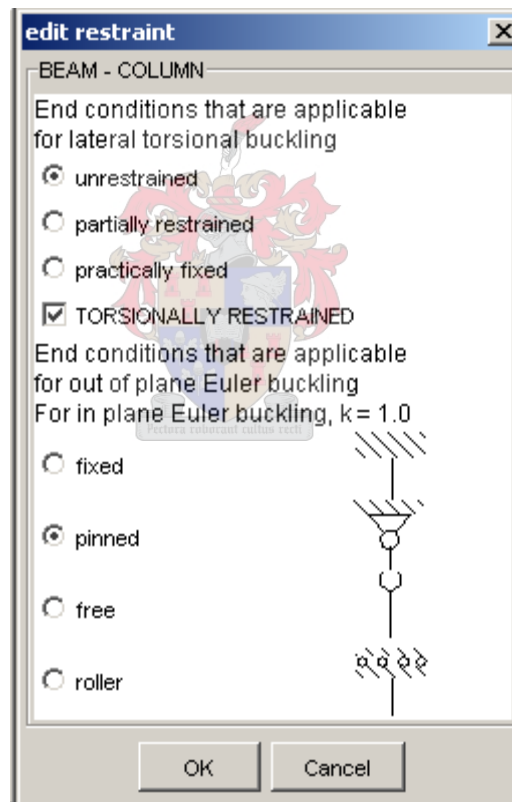 edit restraint
BEAM - COLUMN
End conditions that are applicable
for lateral torsional buckling
unrestrained
partially restrained
practically fixed
TORSIONALLY RESTRAINED
End conditions that are applicable
for out of plane Euler buckling
For in plane Euler buckling, k = 1.0
Pectora roborant cultus recti
fixed
pinned
free
roller
OK
Cancel